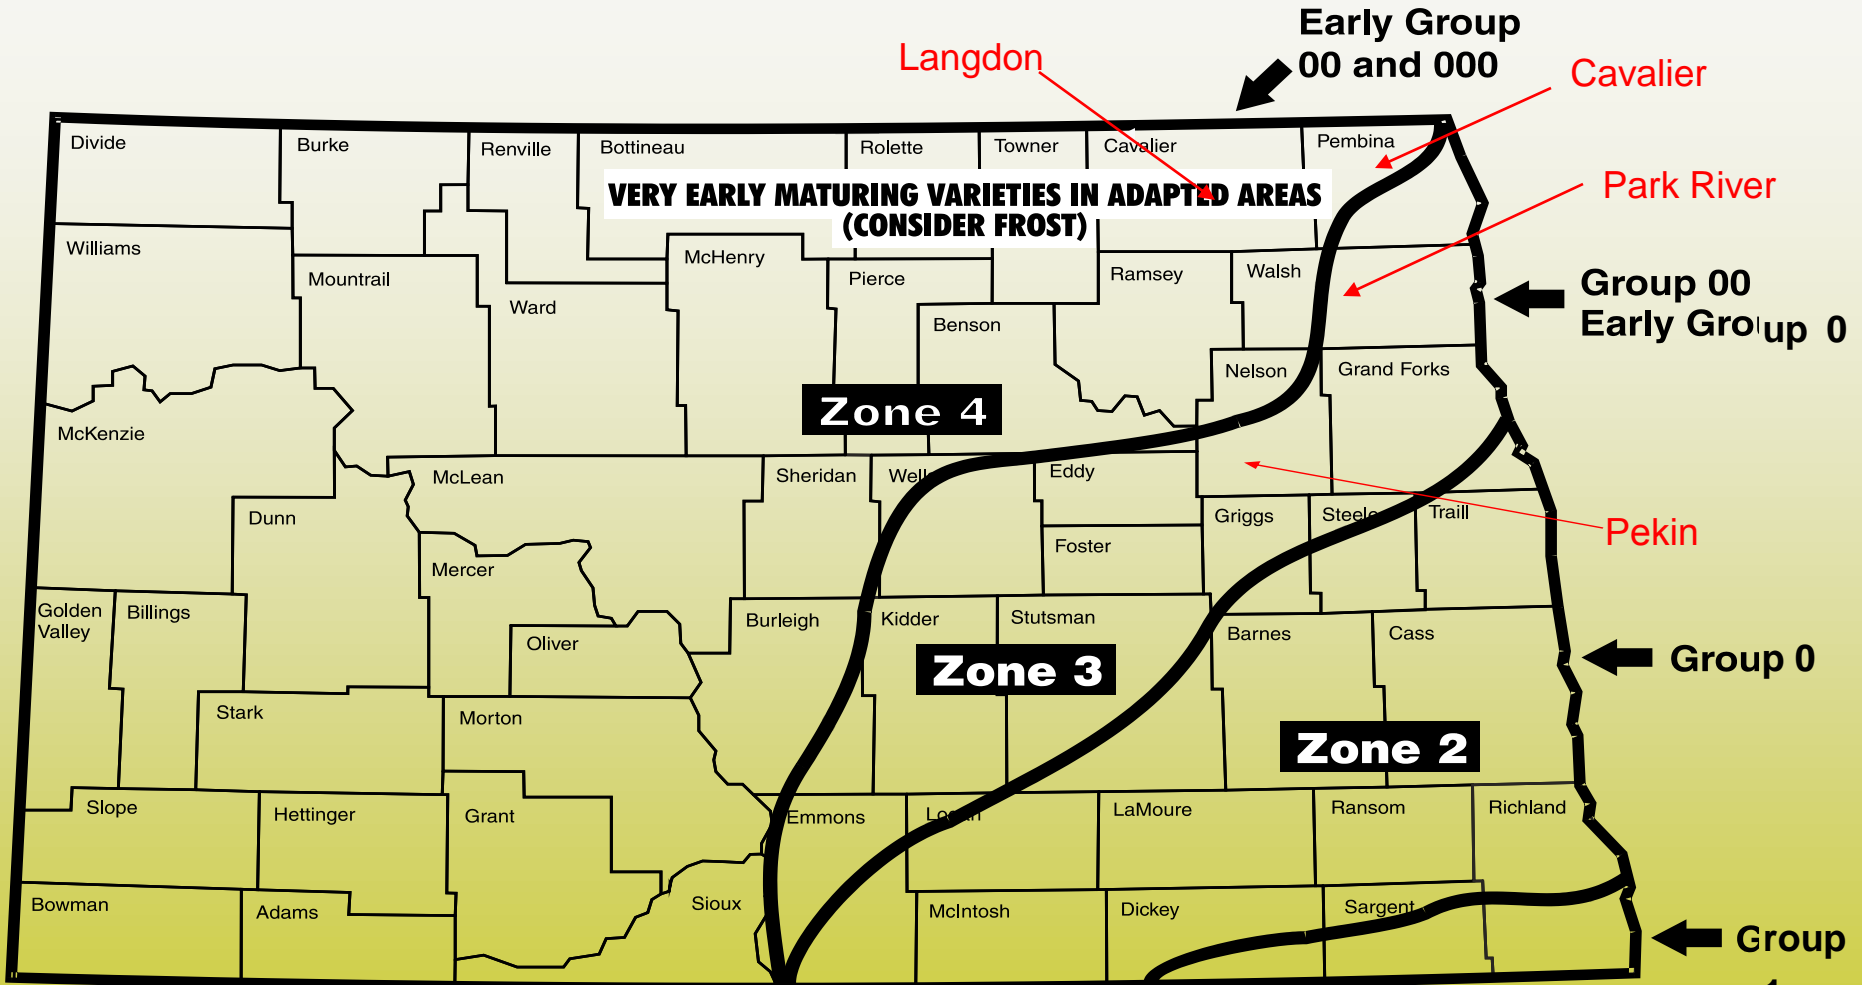 Early Group
00 and 000
Langdon
Cavalier
Divide
Burke
Renville
Bottineau
Rolette
Towner
Cavalier
Pembina
VERY EARLY MATURING VARIETIES IN ADAPTED AREAS
(CONSIDER FROST)
Park River
Williams
Mountrail
Ward
McHenry
Pierce
Ramsey
Walsh
Group 00
Early Group 0
Benson
Nelson
Grand Forks
Zone 4
McKenzie
McLean
Sheridan
Eddy
Dunn
Griggs
Steele
Traill
Pekin
Mercer
Foster
Golden
Valley
Billings
Burleigh
Kidder
Stutsman
Barnes
Cass
Oliver
Zone 3
Group 0
Stark
Morton
Zone 2
Slope
Hettinger
Grant
Emmons
Logan
LaMoure
Ransom
Richland
Bowman
Adams
Sioux
McIntosh
Dickey
Sargent
Group